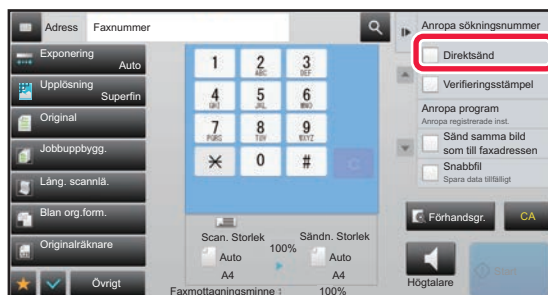 Adress Faxnummer
Anropa sökningsnummer
Exponering
Auto
Upplösning
Superfin
Original
Jobbuppbygg.
Lång. scannlä.
Blan org.form.
Originalräknare
Övrigt
1
2 ABC
3 DEF
4 GHI
5 JKL
6 MNO
7 PQRS
8 TUV
9 WXYZ
0
#
C
Scan. Storlek
100%
Sändn. Storlek
Auto
Auto
A4
A4
Faxmottagningsminne : 100%
Direktsänd
Verifieringsstämpel
Anropa program
Anropa registrerade inst.
Sänd samma bild
som till faxadressen
Snabbfil
Spara data tillfälligt
Förhandsgr.
CA
Högtalare
Start